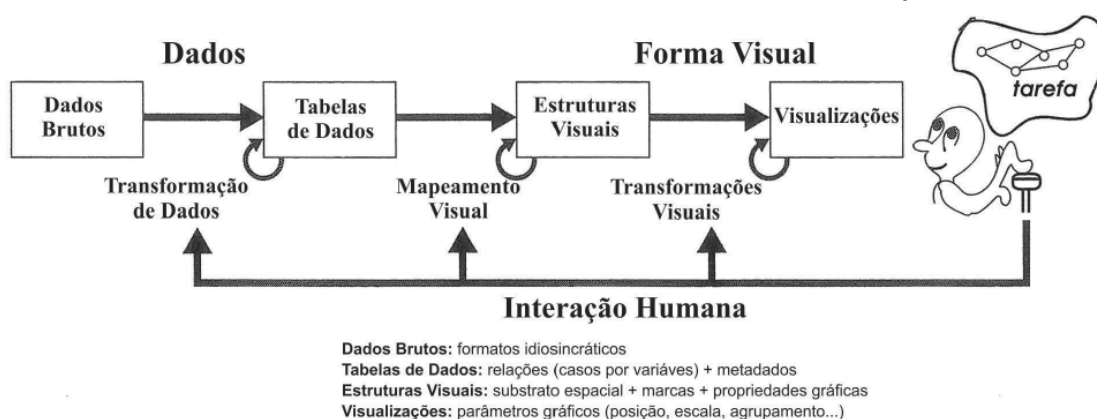 Dados
Forma Visual
tarefa
Dados
Brutos
Tabelas
de Dados
Estruturas
Visuais
Visualizações
Transformação
de Dados
Mapeamento
Visual
Transformações
Visuais
Interação Humana
Dados Brutos: formatos idiosincráticos
Tabelas de Dados: relações (casos por variáves) + metadados
Estruturas Visuais: substrato espacial + marcas + propriedades gráficas
Visualizações: parâmetros gráficos (posição, escala, agrupamento...)